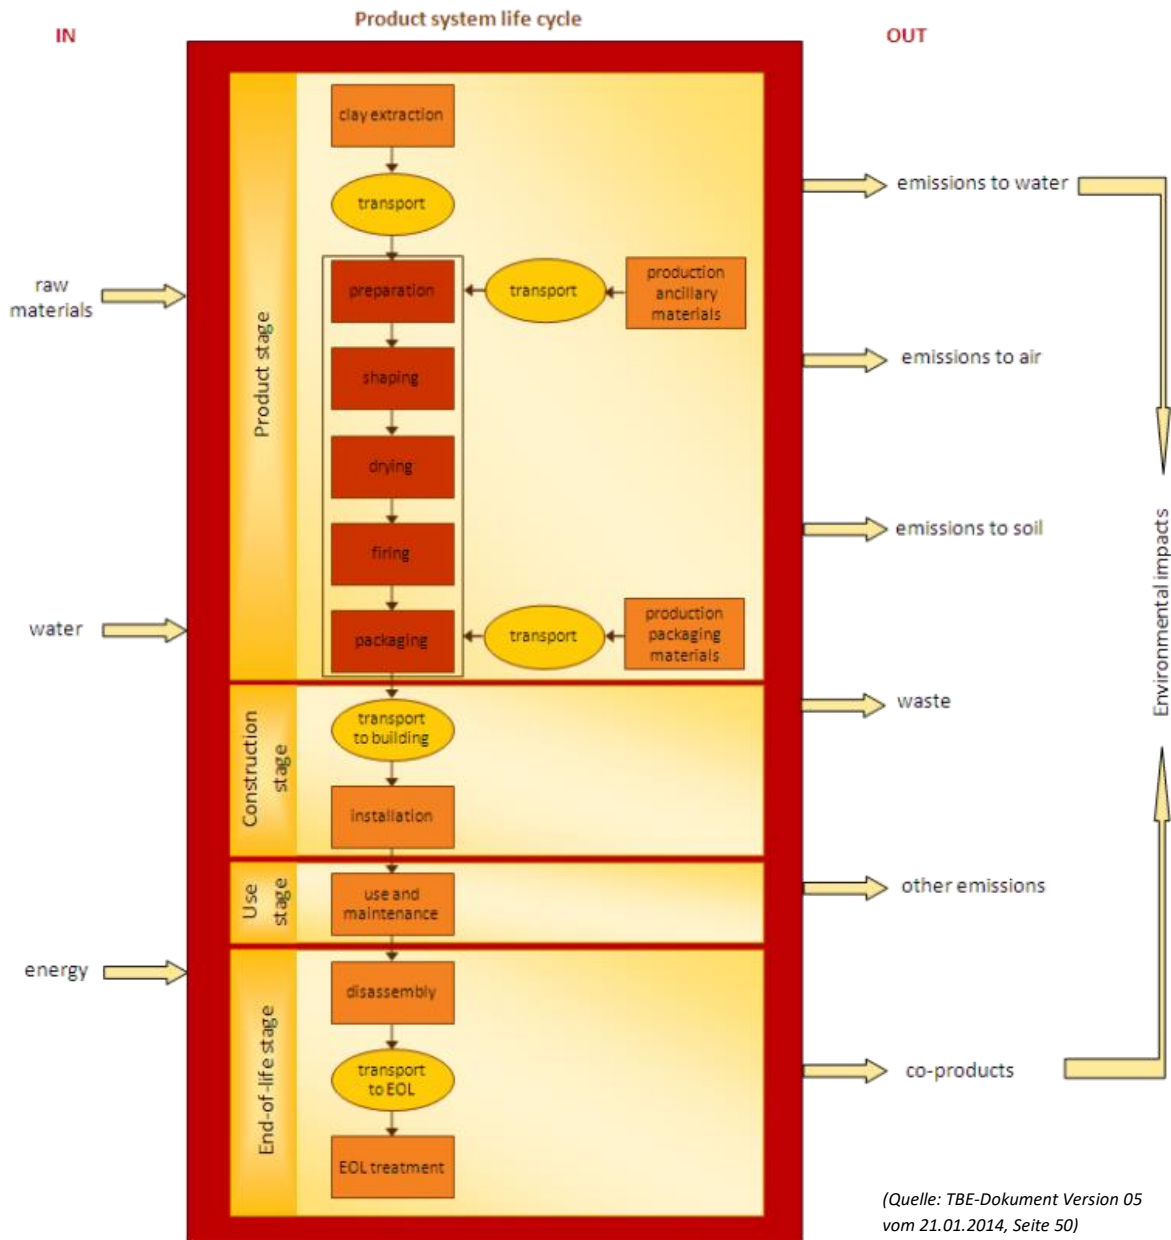 Product system life cycle
IN
OUT
raw
materials
water
energy
Product stage
clay extraction
transport
preparation
transport
production
ancillary
materials
shaping
drying
firing
packaging
transport
production
packaging
materials
Construction
stage
transport
to building
installation
Use
stage
use and
maintenance
End-of-life stage
disassembly
transport
to EOL
EOL treatment
emissions to water
emissions to air
emissions to soil
waste
other emissions
co-products
Environmental impacts
(Quelle: TBE-Dokument Version 05
vom 21.01.2014, Seite 50)